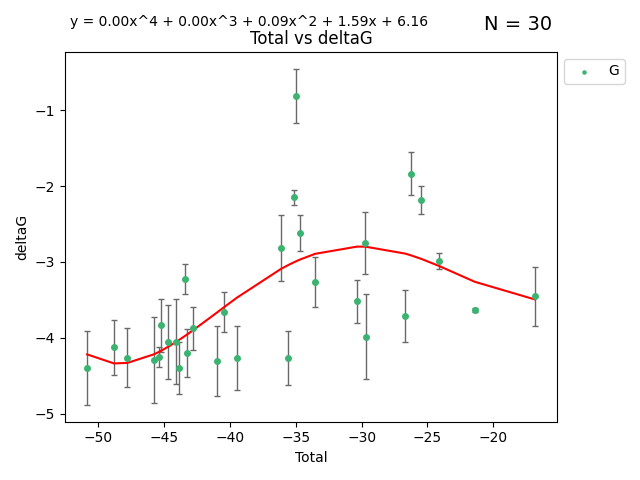 y = 0.00x^4 + 0.00x^3 + 0.09x^2 + 1.59x + 6.16
N = 30
Total vs deltaG
G
−1
−2
−3
−4
−5
deltaG
−50 −45 −40 −35 −30 −25 −20
Total